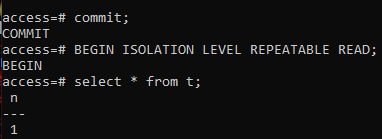 access=# commit;
COMMIT
access=# BEGIN ISOLATION LEVEL REPEATABLE READ;
BEGIN
access=# select * from t;
 n
---
 1